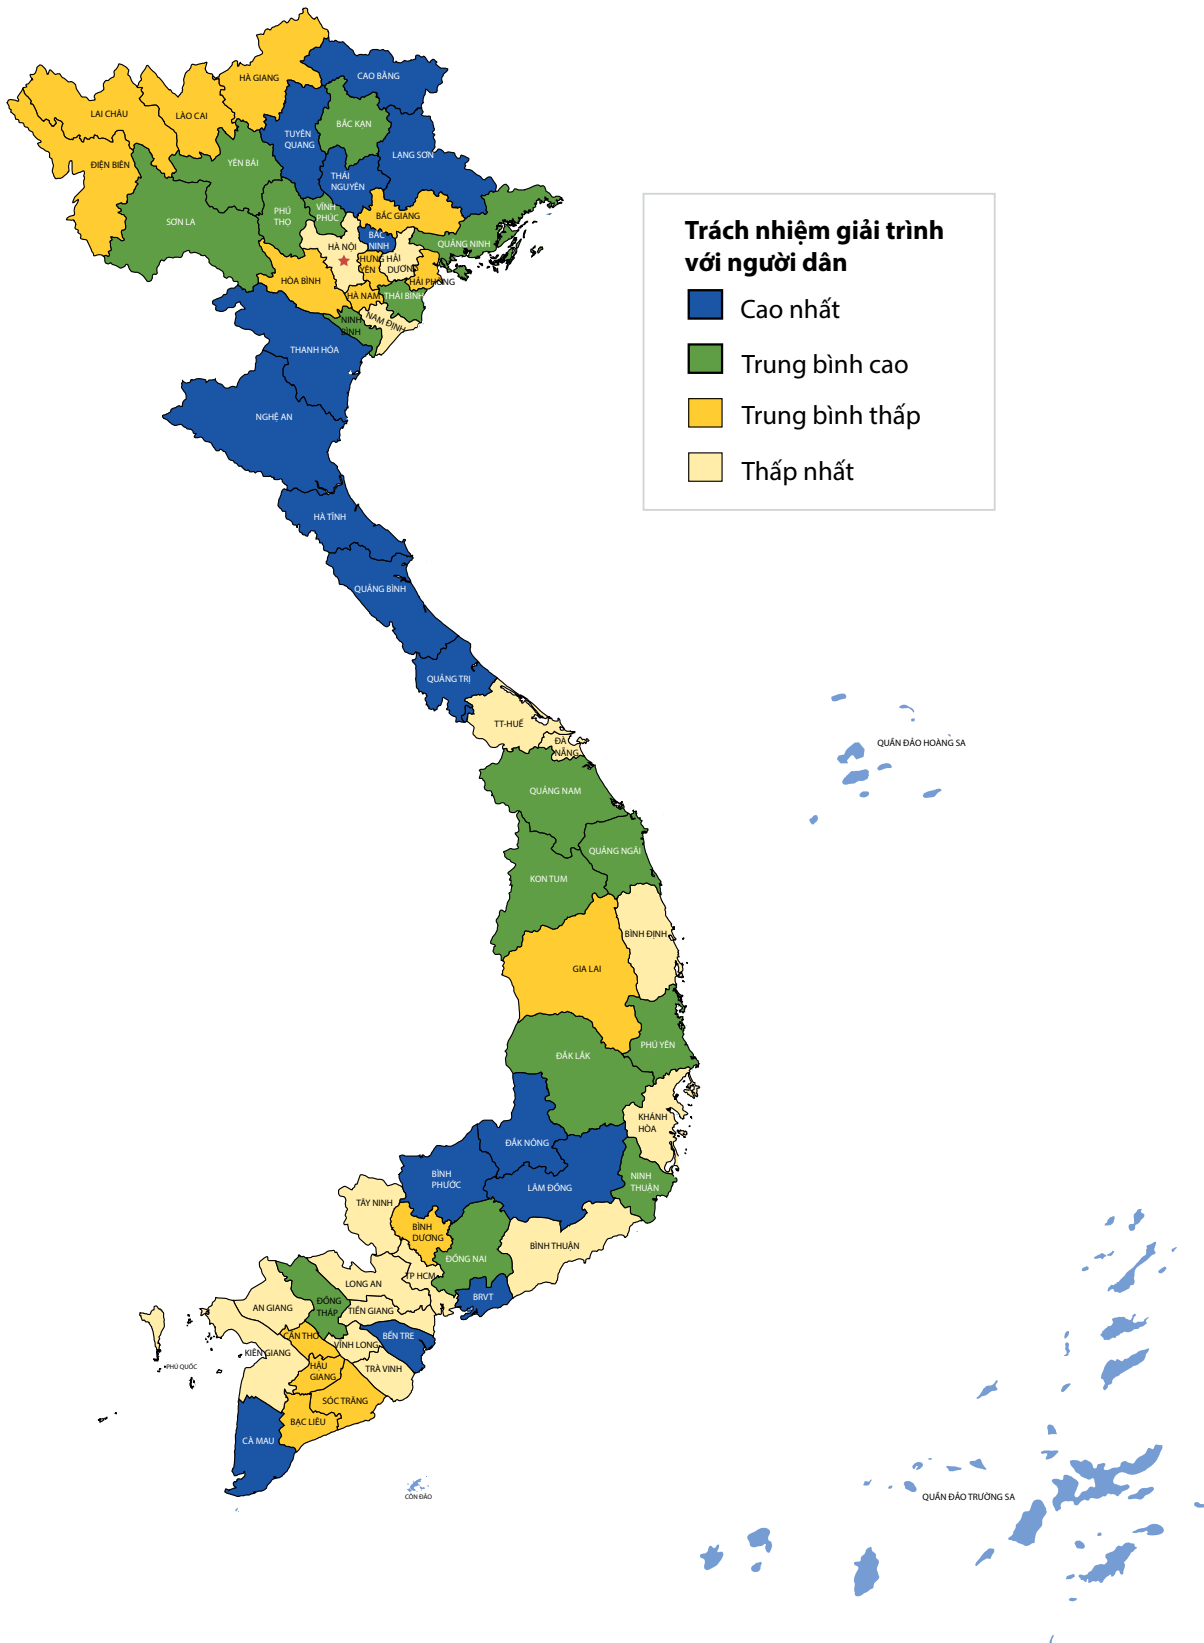 HÀ GIANG
CAO BẰNG
LAI CHÂU
LÀO CAI
BẮC KẠN
TUYÊN
QUANG
LẠNG SƠN
ĐIỆN BIÊN
YÊN BÁI
THÁI
NGUYÊN
SƠN LA
PHÚ
THỌ
VĨNH
PHÚC
BẮC GIANG
BẮC
NINH
QUẢNG NINH
HÀ NỘI
HƯNG
YÊN
HẢI
DƯƠNG
HẢI PHÒNG
HÒA BÌNH
HÀ NAM
THÁI BÌNH
NAM ĐỊNH
NINH
BÌNH
THANH HÓA
NGHỆ AN
HÀ TĨNH
QUẢNG BÌNH
QUẢNG TRỊ
TT-HUẾ
ĐÀ
NẴNG
QUẢNG NAM
QUẢNG NGÃI
KON TUM
BÌNH ĐỊNH
GIA LAI
PHÚ YÊN
ĐẮK LẮK
KHÁNH
HÒA
ĐẮK NÔNG
BÌNH
PHƯỚC
LÂM ĐỒNG
NINH
THUẬN
TÂY NINH
BÌNH
DƯƠNG
BÌNH THUẬN
ĐỒNG NAI
TP HCM
LONG AN
BRVT
AN GIANG
ĐỒNG
THÁP
TIỀN GIANG
CẦN THƠ
VĨNH LONG
BẾN TRE
KIÊN GIANG
PHÚ QUỐC
HẬU
GIANG
TRÀ VINH
SÓC TRĂNG
BẠC LIÊU
CÀ MAU
CÔN ĐẢO
Trách nhiệm giải trình
với người dân
Cao nhất
Trung bình cao
Trung bình thấp
Thấp nhất
QUẦN ĐẢO HOÀNG SA
QUẦN ĐẢO TRƯỜNG SA